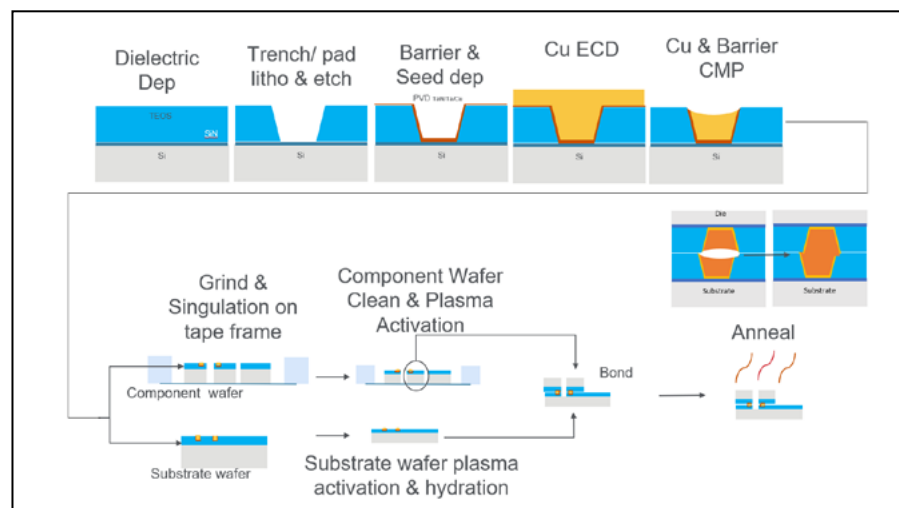 Dielectric
Dep
Trench/ pad
litho & etch
Barrier &
Seed dep
Cu ECD
Cu & Barrier
CMP
TEOS
SiN
Si
Si
PVD
Si
Si
Si
Die
Substrate
Substrate
Grind &
Singulation on
tape frame
Component Wafer
Clean & Plasma
Activation
Anneal
Bond
Component wafer
Substrate wafer
Substrate wafer plasma
activation & hydration